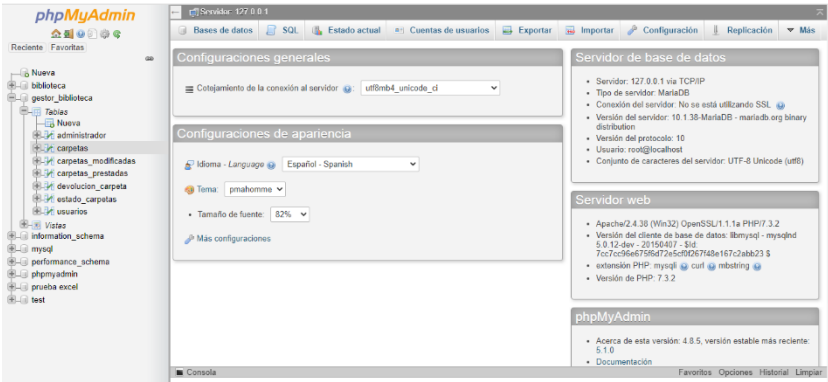 phpMyAdmin
Reciente Favoritas
Nueva
biblioteca
gestor_biblioteca
Tablas
Nueva
administrador
carpetas
carpetas_modificadas
carpetas_prestadas
devolucion_carpeta
estado_carpetas
usuarios
Vistas
information_schema
mysql
performance_schema
phpmyadmin
prueba excel
test
Servidor: 127.0.0.1
Bases de datos SQL Estado actual Cuentas de usuarios Exportar Importar Configuración Replicación Más
Configuraciones generales
Cotejamiento de la conexión al servidor : utf8mb4_unicode_ci
Configuraciones de apariencia
Idioma - Language Español - Spanish
Tema: pmahomme
• Tamaño de fuente: 82%
Más configuraciones
Servidor de base de datos
• Servidor: 127.0.0.1 via TCP/IP
• Tipo de servidor: MariaDB
• Conexión del servidor: No se está utilizando SSL
• Versión del servidor: 10.1.38-MariaDB - mariadb.org binary
distribution
• Versión del protocolo: 10
• Usuario: root@localhost
• Conjunto de caracteres del servidor: UTF-8 Unicode (utf8)
Servidor web
• Apache/2.4.38 (Win32) OpenSSL/1.1.1a PHP/7.3.2
• Versión del cliente de base de datos: libmysql - mysqlnd
5.0.12-dev - 20150407 - $Id:
7cc7cc96e675f6d72e5cf0f267f48e167c2abb23 $
• extensión PHP: mysqli curl mbstring
• Versión de PHP: 7.3.2
phpMyAdmin
• Acerca de esta versión: 4.8.5, versión estable más reciente:
5.1.0
• Documentación
Consola
Favoritos Opciones Historial Limpiar